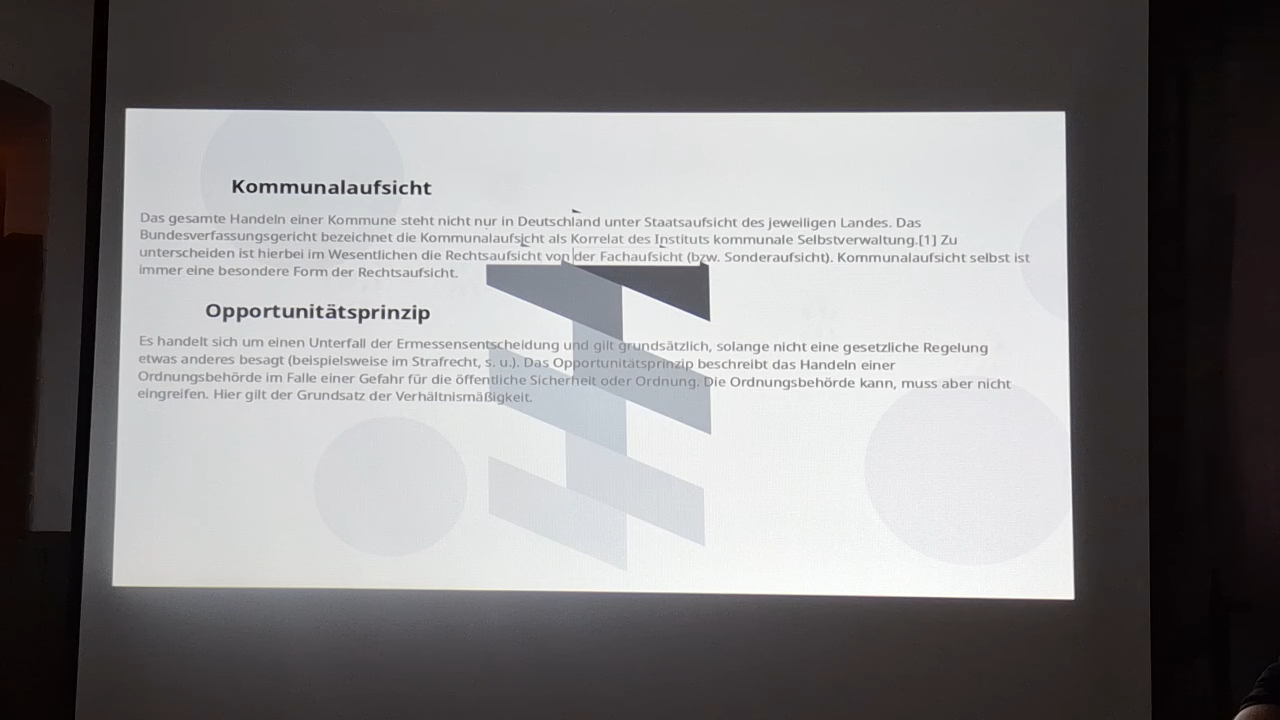 Kommunalaufsicht
Das gesamte Handeln einer Kommune steht nicht nur in Deutschland unter Staatsaufsicht des jeweiligen Landes. Das
Bundesverfassungsgericht bezeichnet die Kommunalaufsicht als Korrelat des Instituts kommunale Selbstverwaltung.[1] Zu
unterscheiden ist hierbei im Wesentlichen die Rechtsaufsicht von der Fachaufsicht (bzw. Sonderaufsicht). Kommunalaufsicht selbst ist
immer eine besondere Form der Rechtsaufsicht.
Opportunitätsprinzip
Es handelt sich um einen Unterfall der Ermessensentscheidung und gilt grundsätzlich, solange nicht eine gesetzliche Regelung
etwas anderes besagt (beispielsweise im Strafrecht, s. u.). Das Opportunitätsprinzip beschreibt das Handeln einer
Ordnungsbehörde im Falle einer Gefahr für die öffentliche Sicherheit oder Ordnung. Die Ordnungsbehörde kann, muss aber nicht
eingreifen. Hier gilt der Grundsatz der Verhältnismäßigkeit.